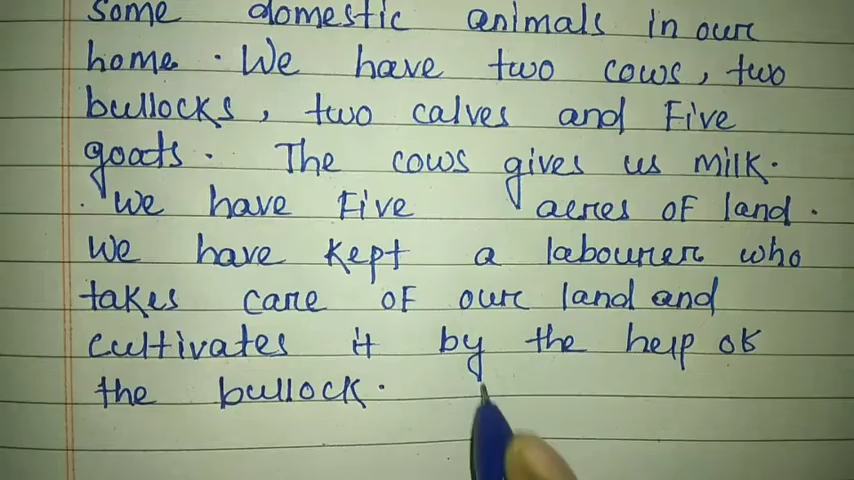 some domestic animals in our
home. We have two cows, two
bullocks, two calves and Five
goats. The cows gives us milk.
We have Five acres of land.
We have kept a labourer who
takes care of our land and
cultivates it by the help of
the bullock.